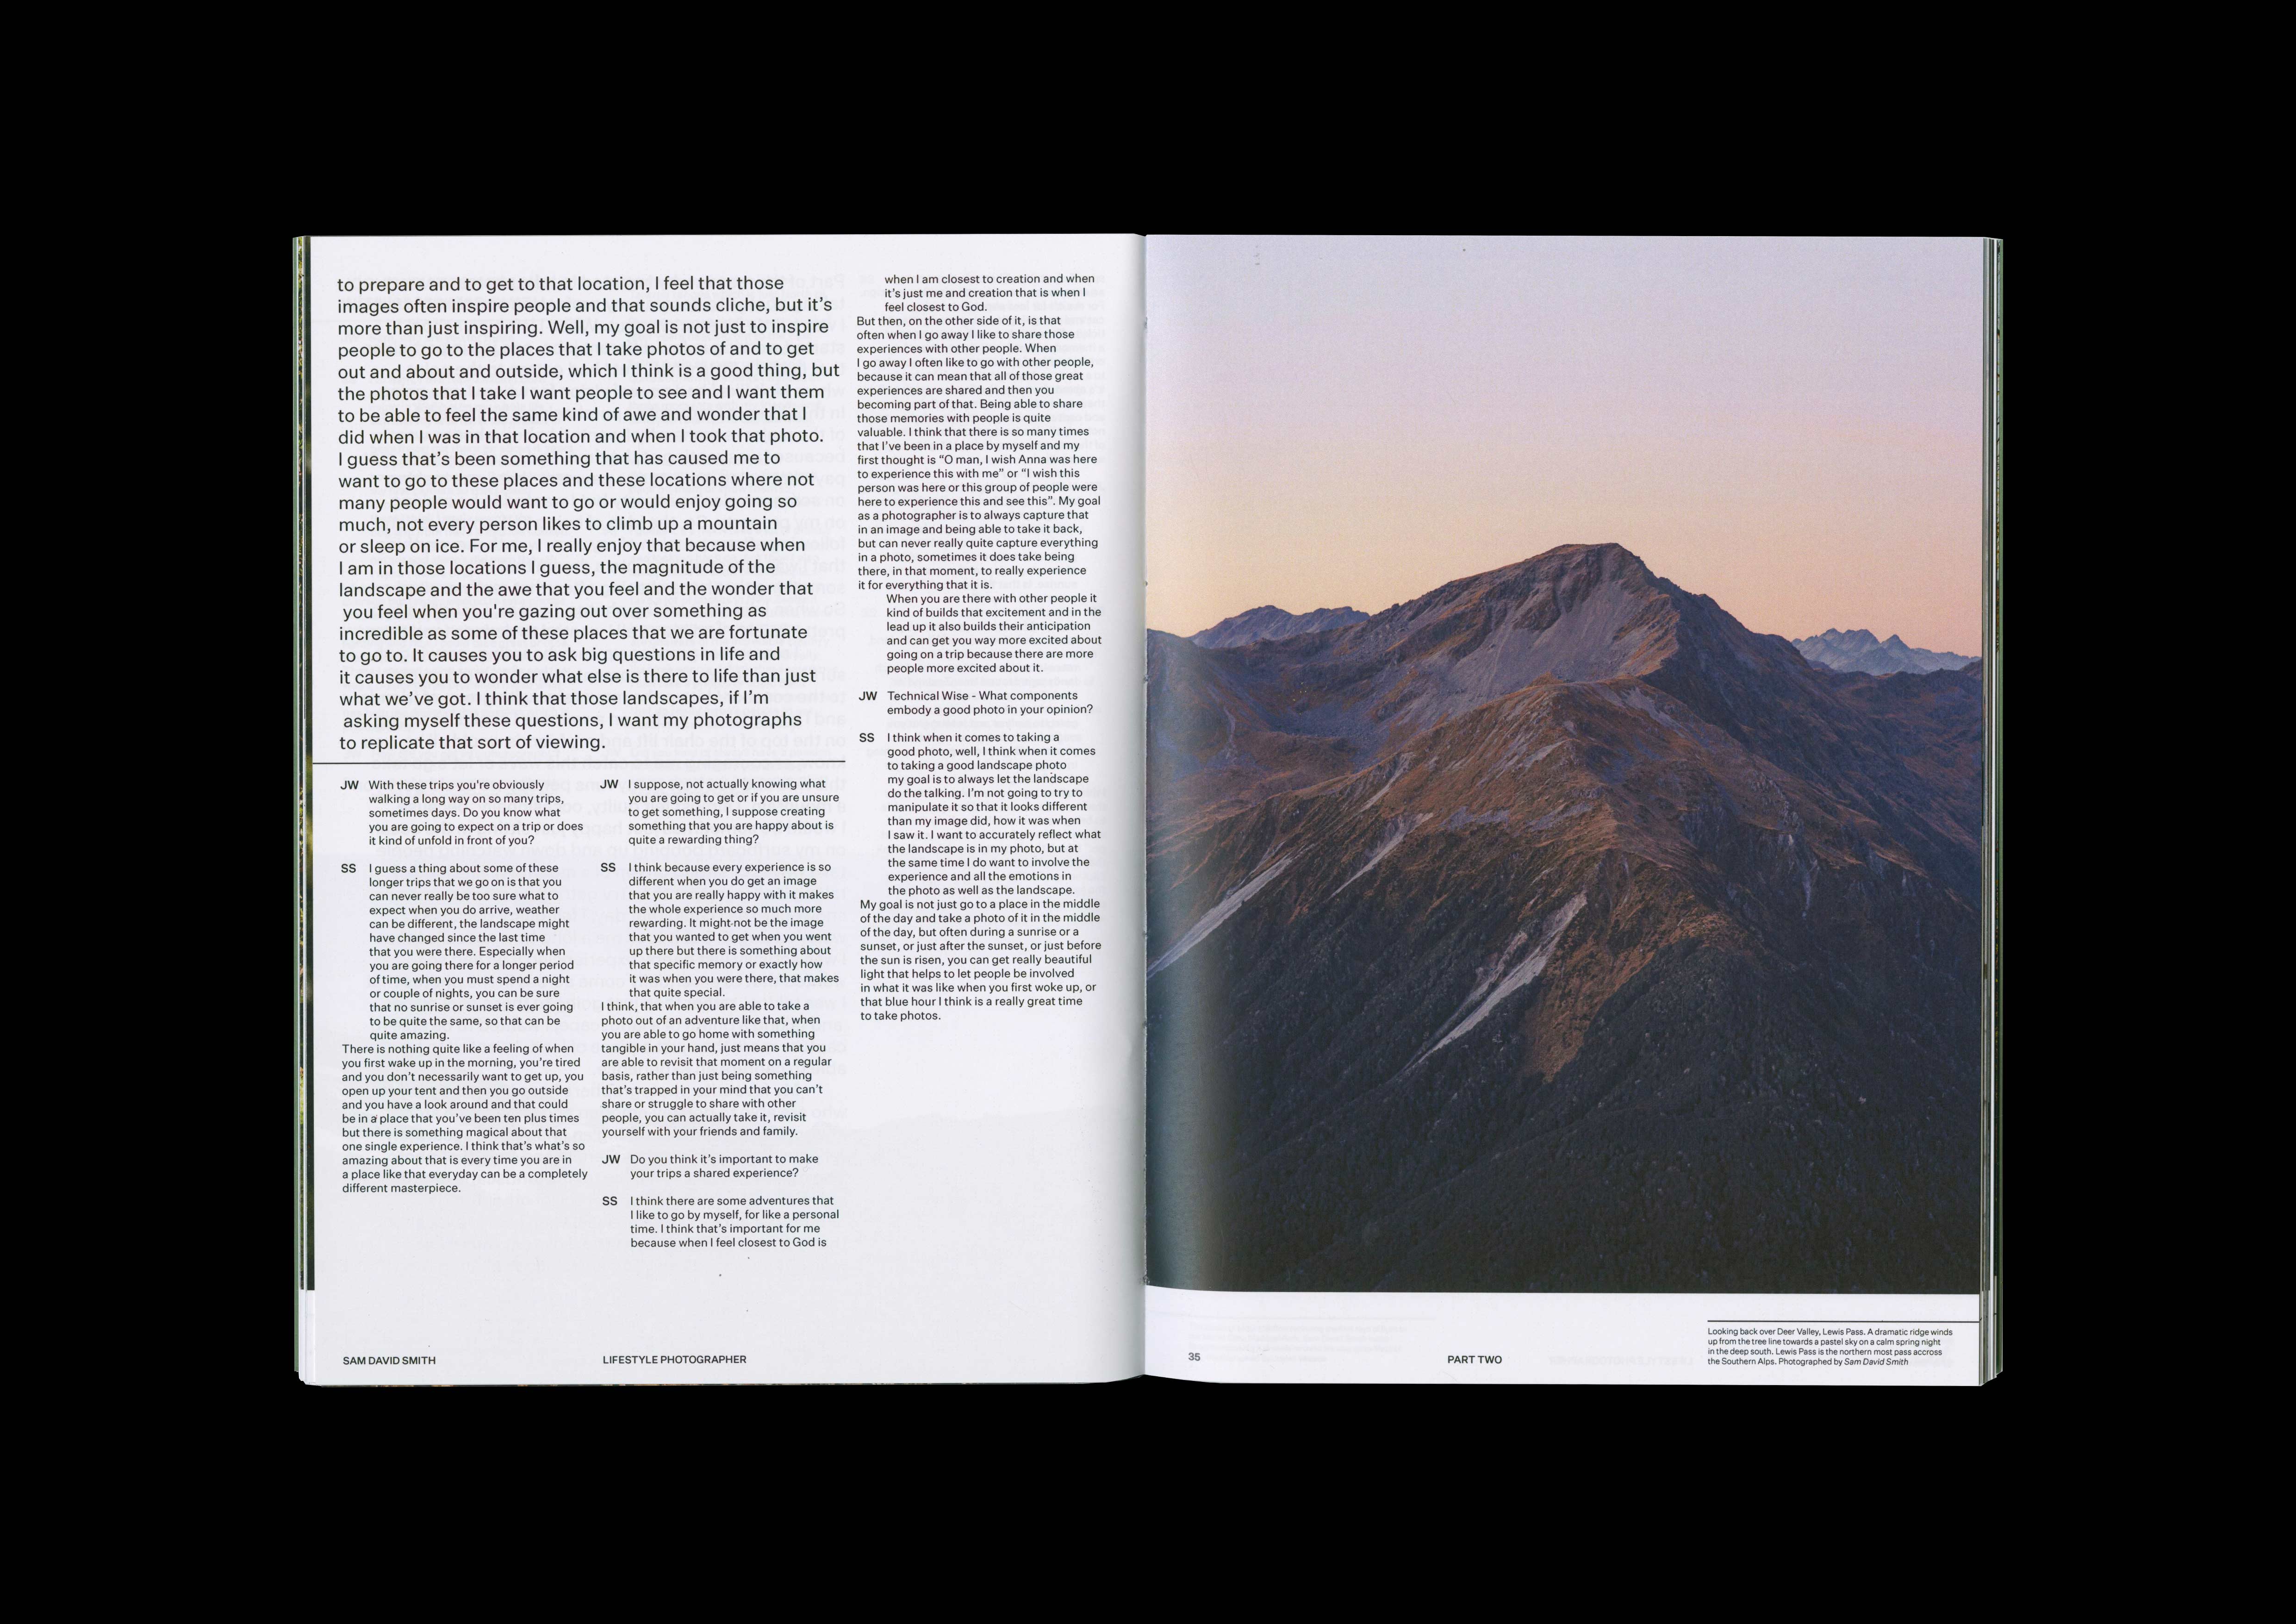 to prepare and to get to that location, I feel that those
images often inspire people and that sounds cliche, but it’s
more than just inspiring. Well, my goal is not just to inspire
people to go to the places that I take photos of and to get
out and about and outside, which I think is a good thing, but
the photos that I take I want people to see and I want them
to be able to feel the same kind of awe and wonder that I
did when I was in that location and when I took that photo.
I guess that’s been something that has caused me to
want to go to these places and these locations where not
many people would want to go or would enjoy going so
much, not every person likes to climb up a mountain
or sleep on ice. For me, I really enjoy that because when
I am in those locations I guess, the magnitude of the
landscape and the awe that you feel and the wonder that
you feel when you're gazing out over something as
incredible as some of these places that we are fortunate
to go to. It causes you to ask big questions in life and
it causes you to wonder what else is there to life than just
what we’ve got. I think that those landscapes, if I’m
asking myself these questions, I want my photographs
to replicate that sort of viewing.
JW With these trips you're obviously
walking a long way on so many trips,
sometimes days. Do you know what
you are going to expect on a trip or does
it kind of unfold in front of you?
SS I guess a thing about some of these
longer trips that we go on is that you
can never really be too sure what to
expect when you do arrive, weather
can be different, the landscape might
have changed since the last time
that you were there. Especially when
you are going there for a longer period
of time, when you must spend a night
or couple of nights, you can be sure
that no sunrise or sunset is ever going
to be quite the same, so that can be
quite amazing.
There is nothing quite like a feeling of when
you first wake up in the morning, you’re tired
and you don’t necessarily want to get up, you
open up your tent and then you go outside
and you have a look around and that could
be in a place that you’ve been ten plus times
but there is something magical about that
one single experience. I think that’s what’s so
amazing about that is every time you are in
a place like that everyday can be a completely
different masterpiece.
JW I suppose, not actually knowing what
you are going to get or if you are unsure
to get something, I suppose creating
something that you are happy about is
quite a rewarding thing?
SS I think because every experience is so
different when you do get an image
that you are really happy with it makes
the whole experience so much more
rewarding. It might not be the image
that you wanted to get when you went
up there but there is something about
that specific memory or exactly how
it was when you were there, that makes
that quite special.
I think, that when you are able to take a
photo out of an adventure like that, when
you are able to go home with something
tangible in your hand, just means that you
are able to revisit that moment on a regular
basis, rather than just being something
that’s trapped in your mind that you can’t
share or struggle to share with other
people, you can actually take it, revisit
yourself with your friends and family.
JW Do you think it’s important to make
your trips a shared experience?
SS I think there are some adventures that
I like to go by myself, for like a personal
time. I think that’s important for me
because when I feel closest to God is
when I am closest to creation and when
it’s just me and creation that is when I
feel closest to God.
But then, on the other side of it, is that
often when I go away I like to share those
experiences with other people. When
I go away I often like to go with other people,
because it can mean that all of those great
experiences are shared and then you
becoming part of that. Being able to share
those memories with people is quite
valuable. I think that there is so many times
that I’ve been in a place by myself and my
first thought is “O man, I wish Anna was here
to experience this with me” or “I wish this
person was here or this group of people were
here to experience this and see this”. My goal
as a photographer is to always capture that
in an image and being able to take it back,
but can never really quite capture everything
in a photo, sometimes it does take being
there, in that moment, to really experience
it for everything that it is.
When you are there with other people it
kind of builds that excitement and in the
lead up it also builds their anticipation
and can get you way more excited about
going on a trip because there are more
people more excited about it.
JW Technical Wise - What components
embody a good photo in your opinion?
SS I think when it comes to taking a
good photo, well, I think when it comes
to taking a good landscape photo
my goal is to always let the landscape
do the talking. I’m not going to try to
manipulate it so that it looks different
than my image did, how it was when
I saw it. I want to accurately reflect what
the landscape is in my photo, but at
the same time I do want to involve the
experience and all the emotions in
the photo as well as the landscape.
My goal is not just go to a place in the middle
of the day and take a photo of it in the middle
of the day, but often during a sunrise or a
sunset, or just after the sunset, or just before
the sun is risen, you can get really beautiful
light that helps to let people be involved
in what it was like when you first woke up, or
that blue hour I think is a really great time
to take photos.
SAM DAVID SMITH
LIFESTYLE PHOTOGRAPHER
35
PART TWO
Looking back over Deer Valley, Lewis Pass. A dramatic ridge winds
up from the tree line towards a pastel sky on a calm spring night
in the deep south. Lewis Pass is the northern most pass accross
the Southern Alps. Photographed by Sam David Smith